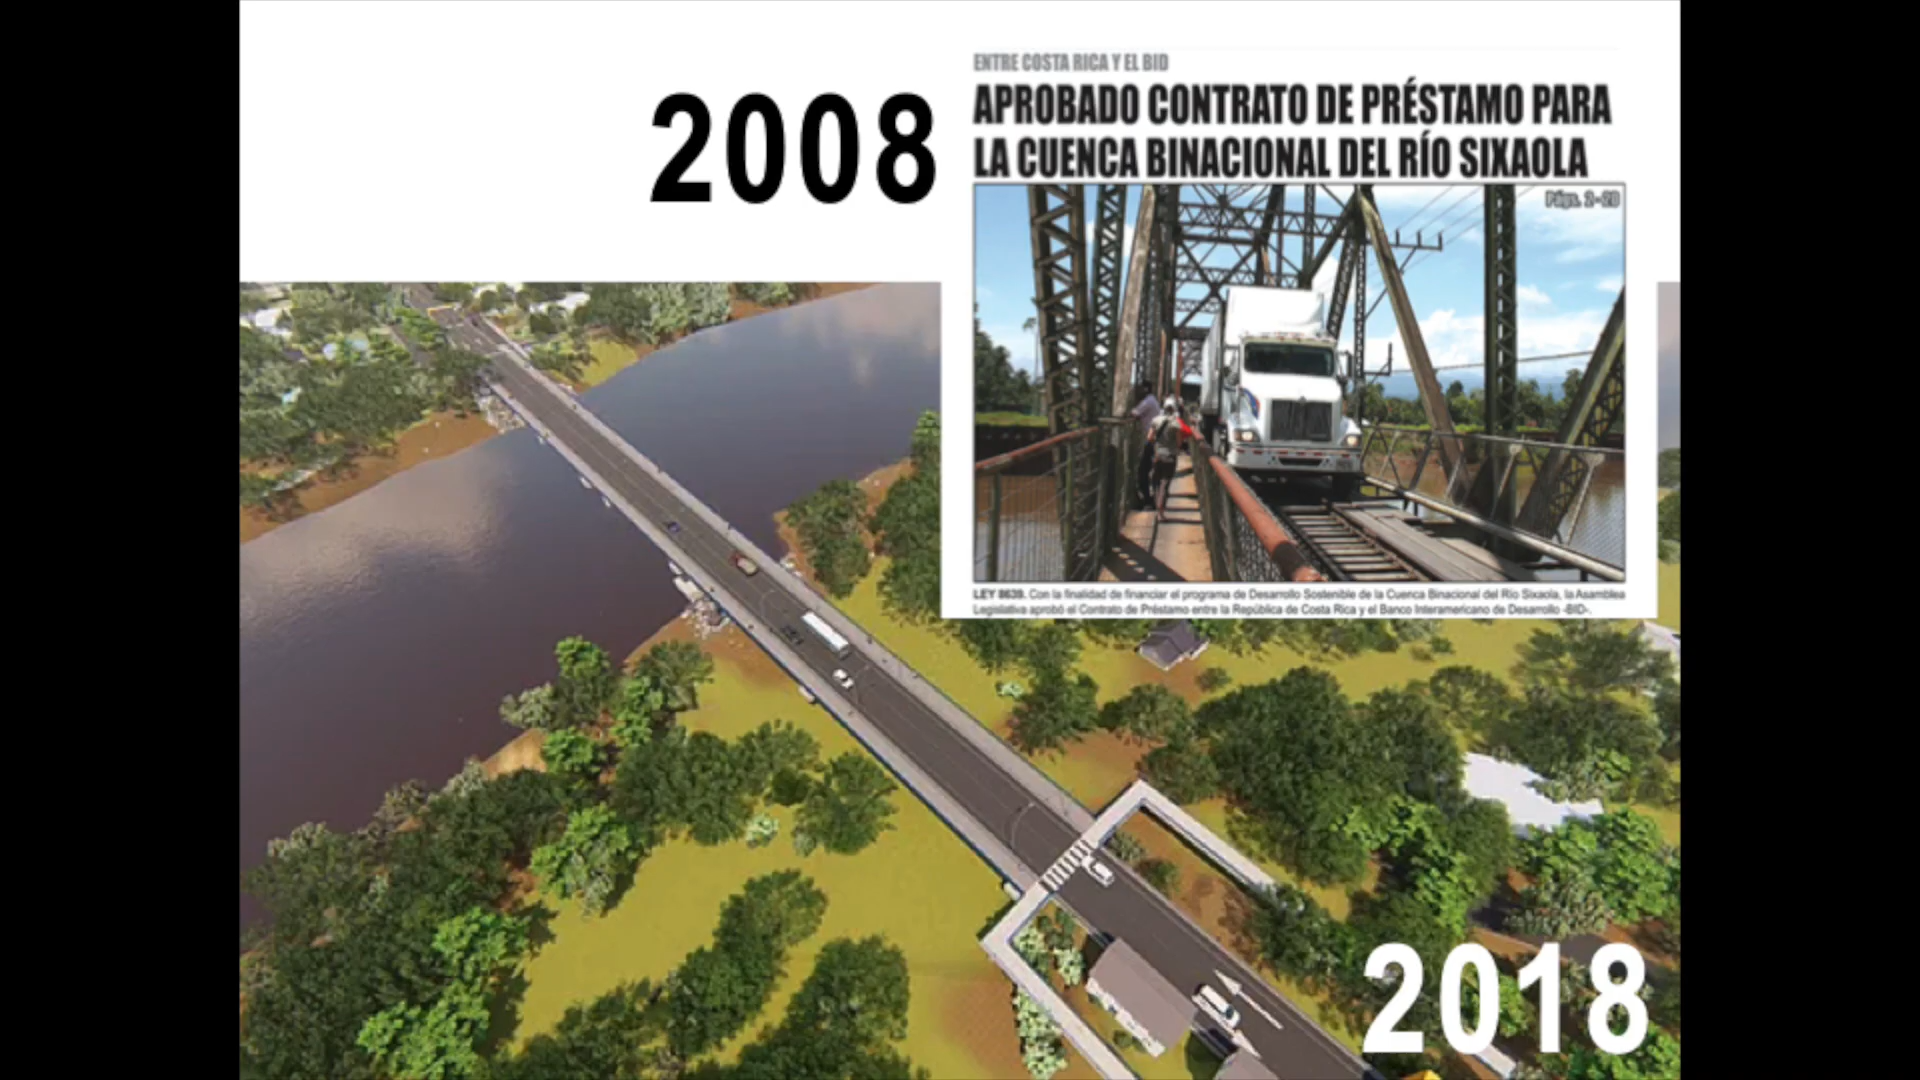 2008
ENTRE COSTA RICA Y EL BID
APROBADO CONTRATO DE PRÉSTAMO PARA
LA CUENCA BINACIONAL DEL RÍO SIXAOLA
Págs. 2-28
LEY 8639. Con la finalidad de financiar el programa de Desarrollo Sostenible de la Cuenca Binacional del Río Sixaola, la Asamblea
Legislativa aprobó el Contrato de Préstamo entre la República de Costa Rica y el Banco Interamericano de Desarrollo -BID-.
2018